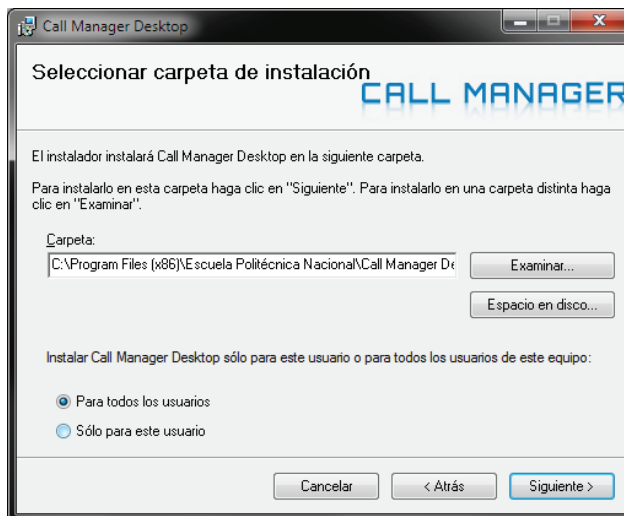 Call Manager Desktop
Seleccionar carpeta de instalación
CALL MANAGER
El instalador instalará Call Manager Desktop en la siguiente carpeta.
Para instalarlo en esta carpeta haga clic en "Siguiente". Para instalarlo en una carpeta distinta haga
clic en "Examinar".
Carpeta:
C:\Program Files (x86)\Escuela Politécnica Nacional\Call Manager De
Examinar...
Espacio en disco...
Instalar Call Manager Desktop sólo para este usuario o para todos los usuarios de este equipo:
Para todos los usuarios
Sólo para este usuario
Cancelar
< Atrás
Siguiente >